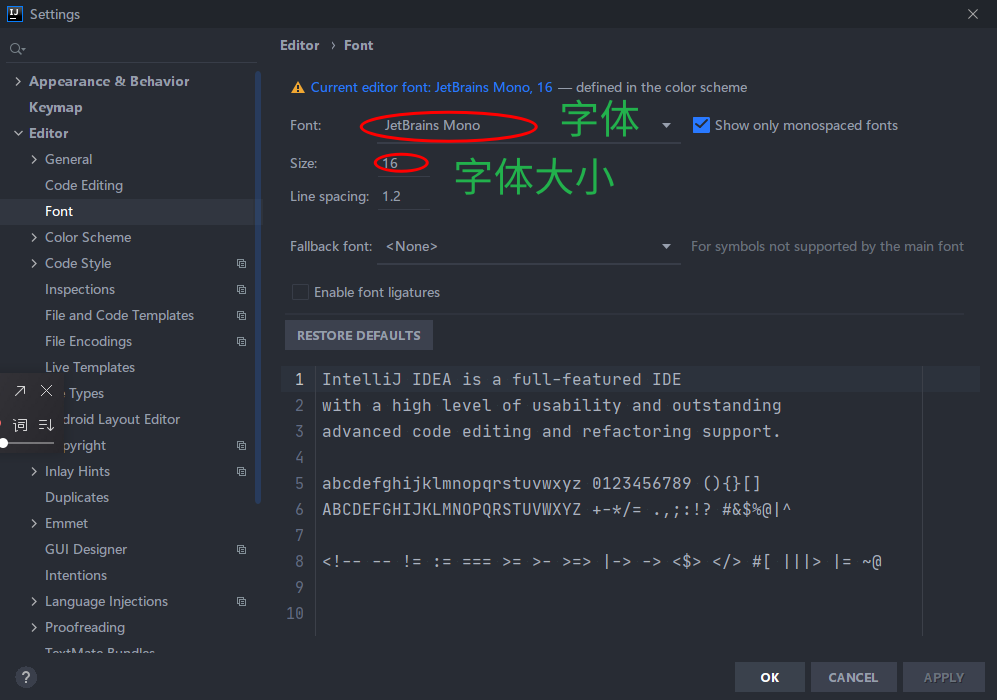 IJ Settings
Editor › Font
Appearance & Behavior
Keymap
Editor
General
Code Editing
Font
Color Scheme
Code Style
Inspections
File and Code Templates
File Encodings
Live Templates
Types
droid Layout Editor
pyright
Inlay Hints
Duplicates
Emmet
GUI Designer
Intentions
Language Injections
Proofreading
TextMate Bundles
词
Current editor font: JetBrains Mono, 16 — defined in the color scheme
Font: JetBrains Mono 字体 Show only monospaced fonts
Size: 16 字体大小
Line spacing: 1.2
Fallback font: <None> For symbols not supported by the main font
Enable font ligatures
RESTORE DEFAULTS
1 IntelliJ IDEA is a full-featured IDE
2 with a high level of usability and outstanding
3 advanced code editing and refactoring support.
4
5 abcdefghijklmnopqrstuvwxyz 0123456789 (){}[]
6 ABCDEFGHIJKLMNOPQRSTUVWXYZ +-*/= .,;:!? #&$%@|^
7
8 <!-- -- != := === >= >- >=> |-> -> <$> </> #[ |||> |= ~@
9
10
? OK CANCEL APPLY